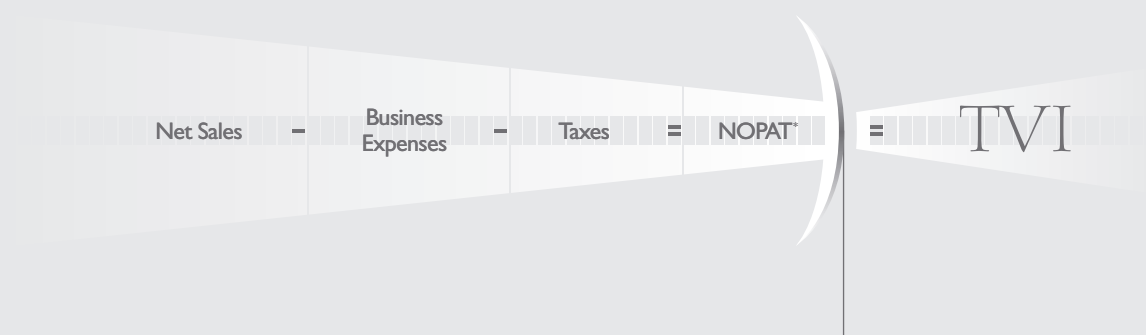 Net Sales - Business
Expenses - Taxes = NOPAT* = TVI